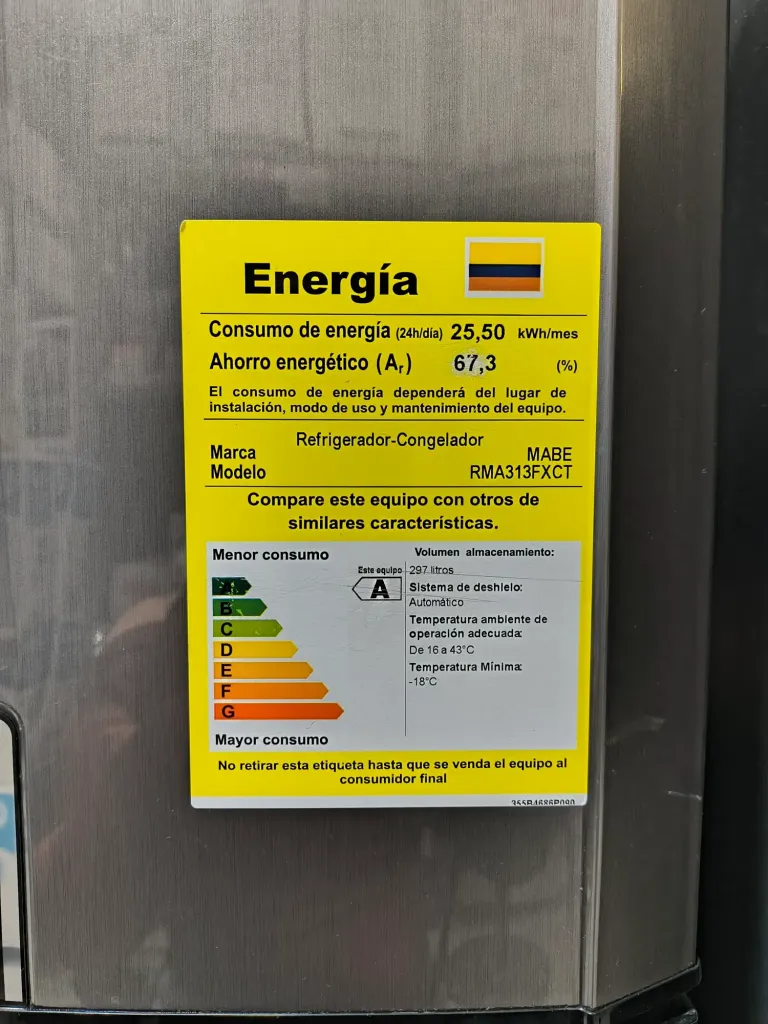 Energía
Consumo de energía (24h/día) 25,50 kWh/mes
Ahorro energético (Ar) 67,3 (%)
El consumo de energía dependerá del lugar de
instalación, modo de uso y mantenimiento del equipo.
Refrigerador-Congelador
Marca MABE
Modelo RMA313FXCT
Compare este equipo con otros de
similares características.
Menor consumo
A
B
C
D
E
F
G
Mayor consumo
Este equipo
A
Volumen almacenamiento:
297 litros
Sistema de deshielo:
Automático
Temperatura ambiente de
operación adecuada:
De 16 a 43°C
Temperatura Mínima:
-18°C
No retirar esta etiqueta hasta que se venda el equipo al
consumidor final